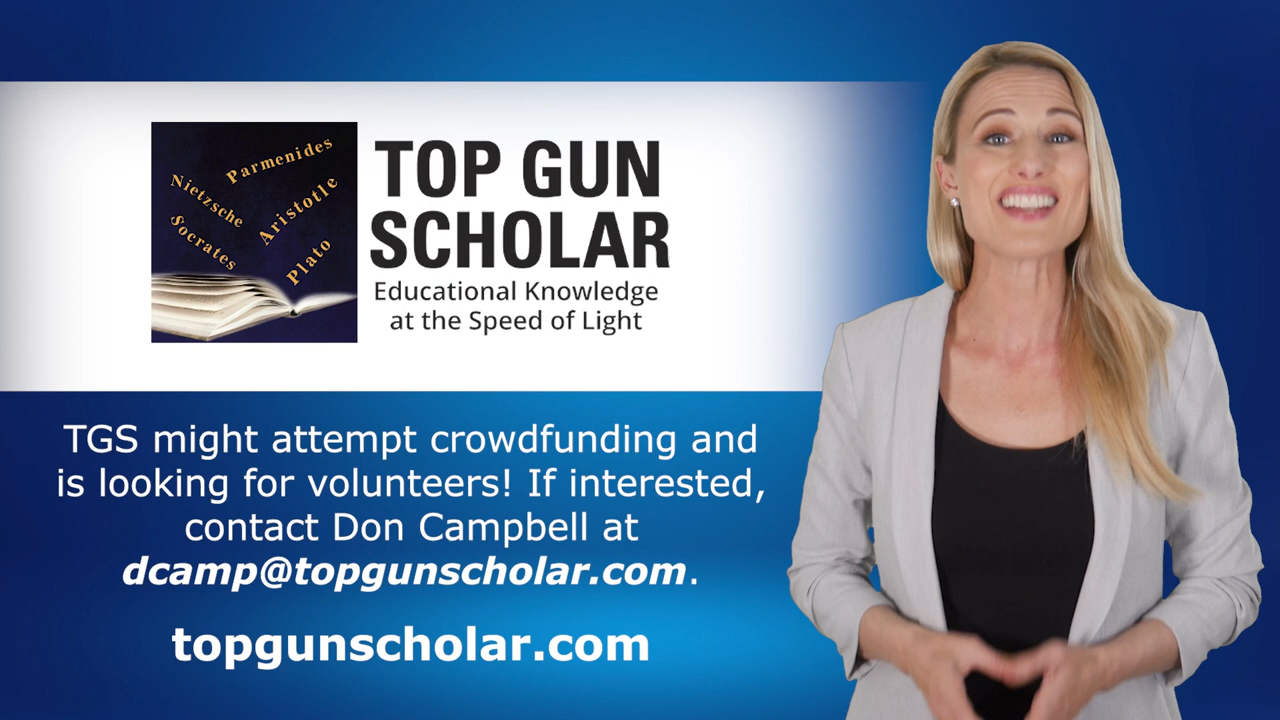 Parmenides
Nietzsche
Aristotle
Socrates
Plato
TOP GUN
SCHOLAR
Educational Knowledge
at the Speed of Light
TGS might attempt crowdfunding and
is looking for volunteers! If interested,
contact Don Campbell at
dcamp@topgunscholar.com.
topgunscholar.com